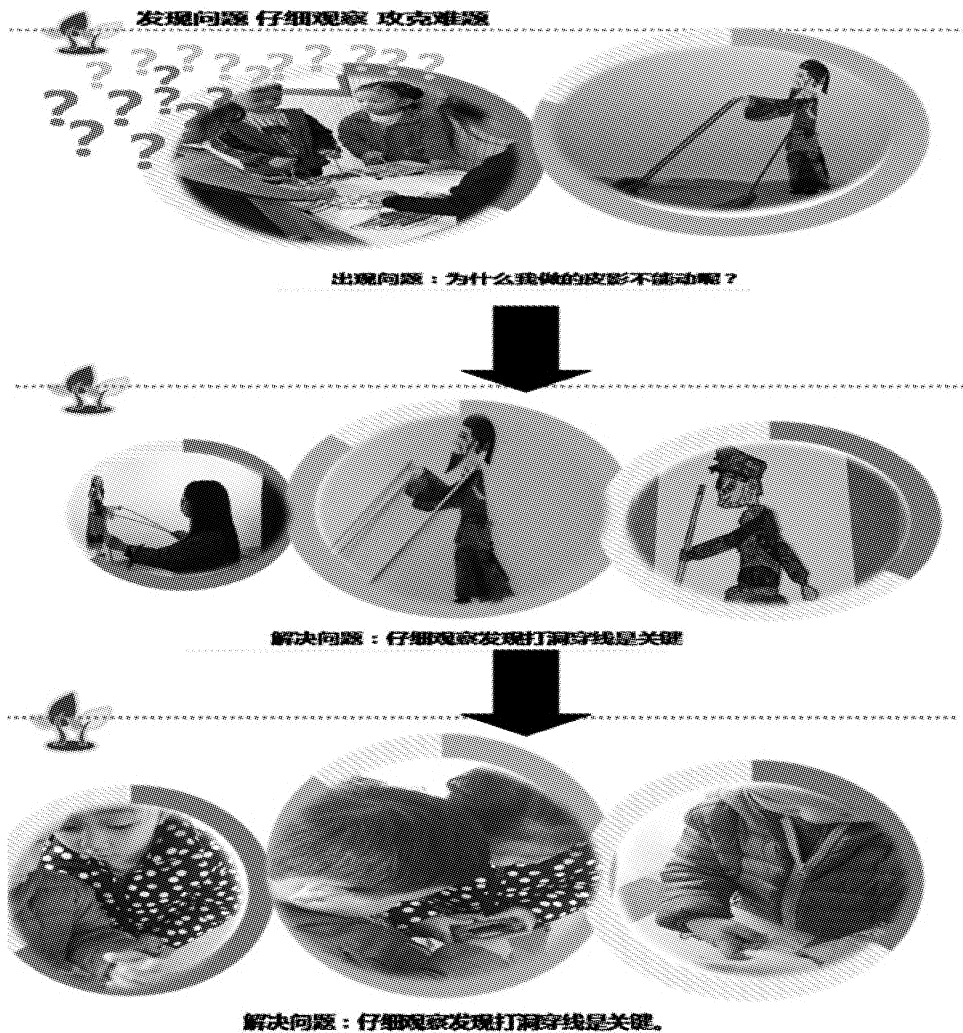 发现问题 仔细观察 攻克难题
? ? ? ? ? ? ? ? ? ? ? ? ? ? ? ? ?
出现问题：为什么我做的皮影不能动呢？
解决问题：仔细观察发现打洞穿线是关键
解决问题：仔细观察发现打洞穿线是关键。